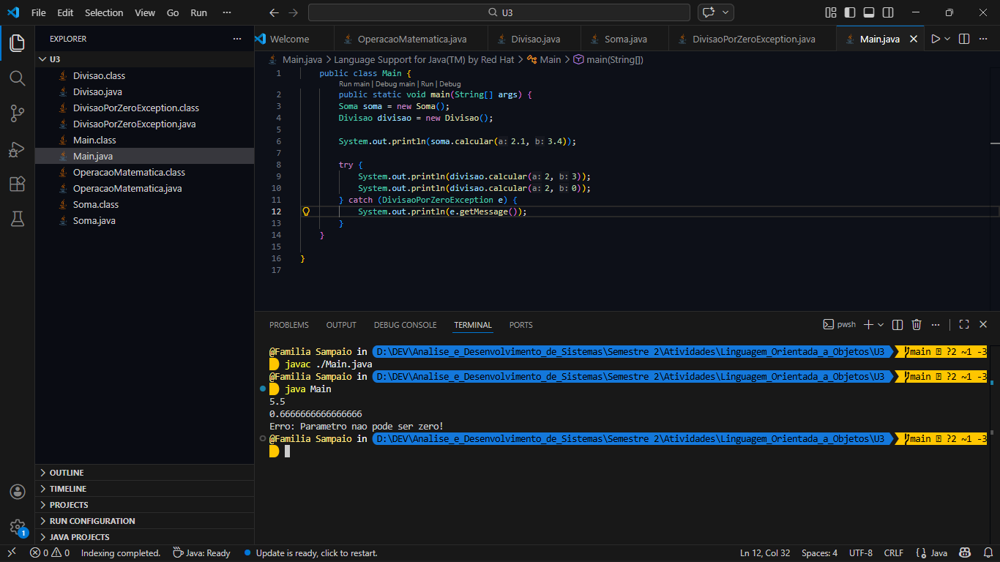 File Edit Selection View Go Run ··· U3
EXPLORER ···
U3
Divisao.class
Divisao.java
DivisaoPorZeroException.class
DivisaoPorZeroException.java
Main.class
Main.java
OperacaoMatematica.class
OperacaoMatematica.java
Soma.class
Soma.java
OUTLINE
TIMELINE
PROJECTS
RUN CONFIGURATION
JAVA PROJECTS
1
Welcome OperacaoMatematica.java Divisao.java Soma.java DivisaoPorZeroException.java Main.java ···
Main.java > Language Support for Java(TM) by Red Hat > Main > main(String[])
1 public class Main {
Run main | Debug main | Run | Debug
2 public static void main(String[] args) {
3 Soma soma = new Soma();
4 Divisao divisao = new Divisao();
5
6 System.out.println(soma.calcular(a: 2.1, b: 3.4));
7
8 try {
9 System.out.println(divisao.calcular(a: 2, b: 3));
10 System.out.println(divisao.calcular(a: 2, b: 0));
11 } catch (DivisaoPorZeroException e) {
12 System.out.println(e.getMessage());
13 }
14 }
15
16 }
17
PROBLEMS OUTPUT DEBUG CONSOLE TERMINAL PORTS pwsh ···
@Familia Sampaio in D:\DEV\Analise_e_Desenvolvimento_de_Sistemas\Semestre 2\Atividades\Linguagem_Orientada_a_Objetos\U3 main ?2 ~1 -3
javac ./Main.java
@Familia Sampaio in D:\DEV\Analise_e_Desenvolvimento_de_Sistemas\Semestre 2\Atividades\Linguagem_Orientada_a_Objetos\U3 main ?2 ~1 -3
java Main
5.5
0.6666666666666666
Erro: Parametro nao pode ser zero!
@Familia Sampaio in D:\DEV\Analise_e_Desenvolvimento_de_Sistemas\Semestre 2\Atividades\Linguagem_Orientada_a_Objetos\U3 main ?2 ~1 -3
0 0 Indexing completed. Java: Ready Update is ready, click to restart. Ln 12, Col 32 Spaces: 4 UTF-8 CRLF {} Java